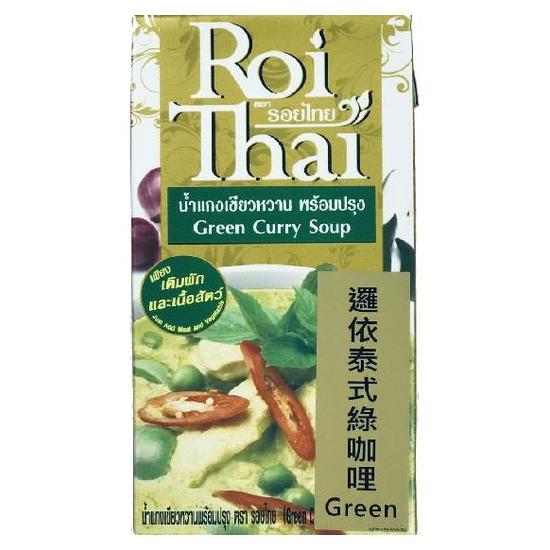 Roi
ตรา รอยไทย
Thai
น้ำแกงเขียวหวาน พร้อมปรุง
Green Curry Soup
เพียง
เติมผัก
และเนื้อสัตว์
Just Add Meat and Vegetable
邏依泰式綠咖哩
Green
น้ำแกงเขียวหวานพร้อมปรุง ตรา รอยไทย (Green C